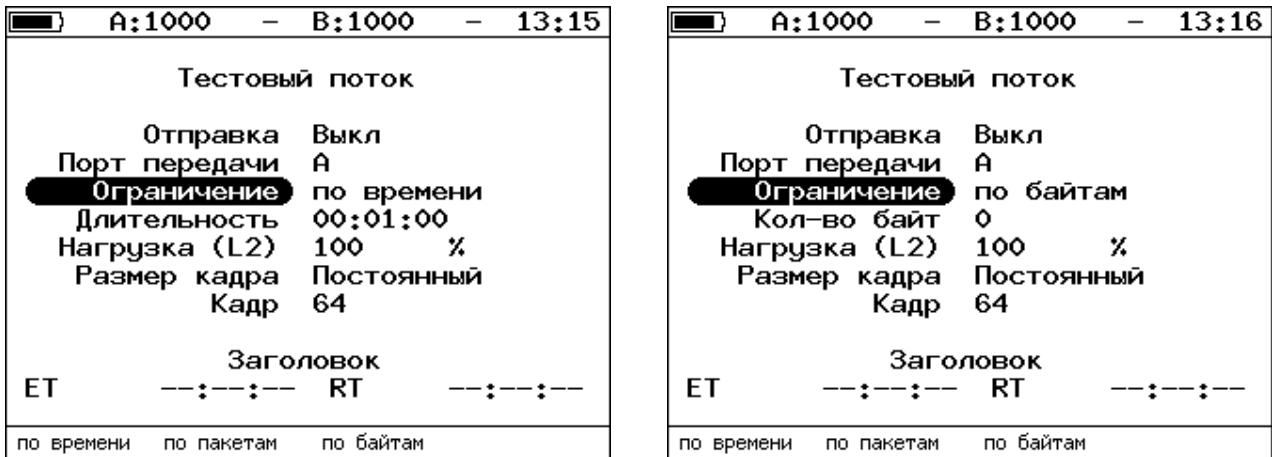 A:1000 – B:1000 – 13:15
Тестовый поток
Отправка Выкл
Порт передачи A
Ограничение по времени
Длительность 00:01:00
Нагрузка (L2) 100 %
Размер кадра Постоянный
Кадр 64
Заголовок
ET --:--:-- RT --:--:--
по времени по пакетам по байтам
A:1000 – B:1000 – 13:16
Тестовый поток
Отправка Выкл
Порт передачи A
Ограничение по байтам
Кол-во байт 0
Нагрузка (L2) 100 %
Размер кадра Постоянный
Кадр 64
Заголовок
ET --:--:-- RT --:--:--
по времени по пакетам по байтам